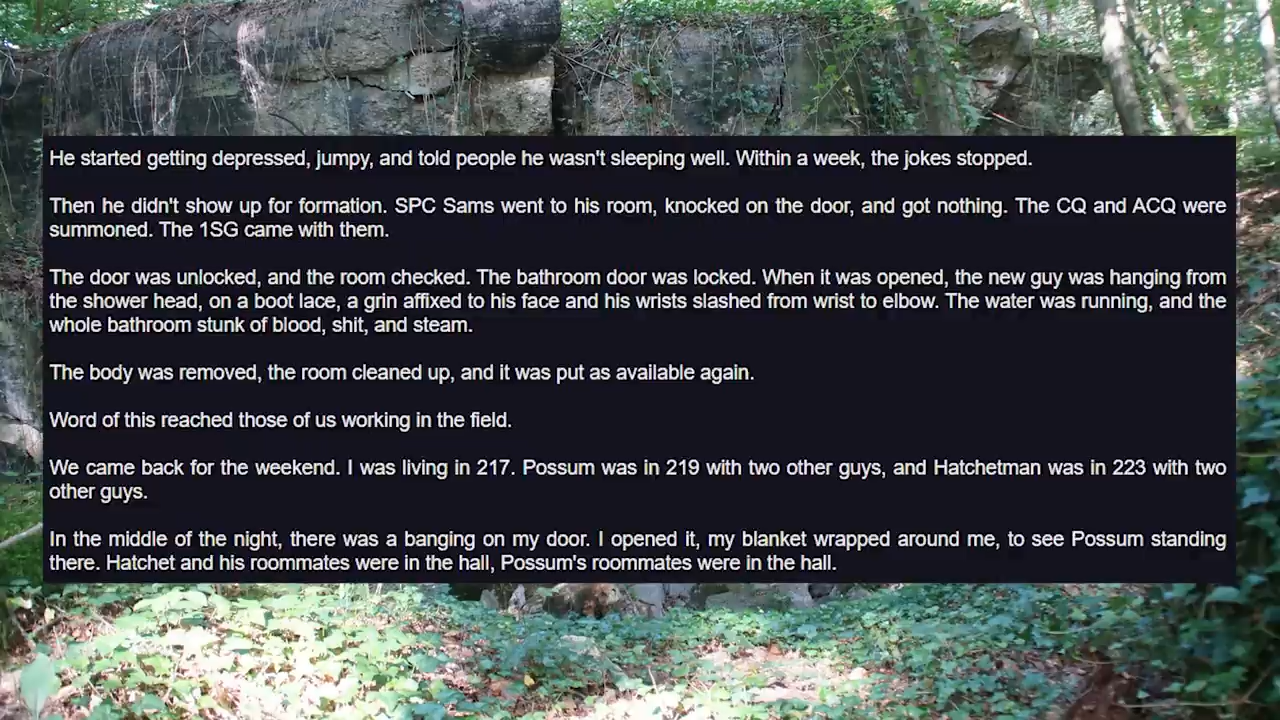 He started getting depressed, jumpy, and told people he wasn't sleeping well. Within a week, the jokes stopped.
Then he didn't show up for formation. SPC Sams went to his room, knocked on the door, and got nothing. The CQ and ACQ were
summoned. The 1SG came with them.
The door was unlocked, and the room checked. The bathroom door was locked. When it was opened, the new guy was hanging from
the shower head, on a boot lace, a grin affixed to his face and his wrists slashed from wrist to elbow. The water was running, and the
whole bathroom stunk of blood, shit, and steam.
The body was removed, the room cleaned up, and it was put as available again.
Word of this reached those of us working in the field.
We came back for the weekend. I was living in 217. Possum was in 219 with two other guys, and Hatchetman was in 223 with two
other guys.
In the middle of the night, there was a banging on my door. I opened it, my blanket wrapped around me, to see Possum standing
there. Hatchet and his roommates were in the hall, Possum's roommates were in the hall.